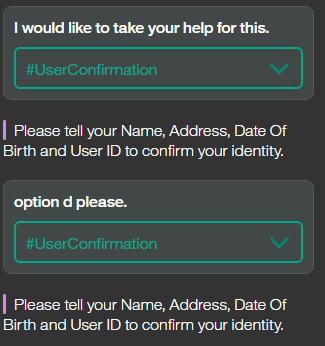 I would like to take your help for this.
#UserConfirmation
Please tell your Name, Address, Date Of
Birth and User ID to confirm your identity.
option d please.
#UserConfirmation
Please tell your Name, Address, Date Of
Birth and User ID to confirm your identity.